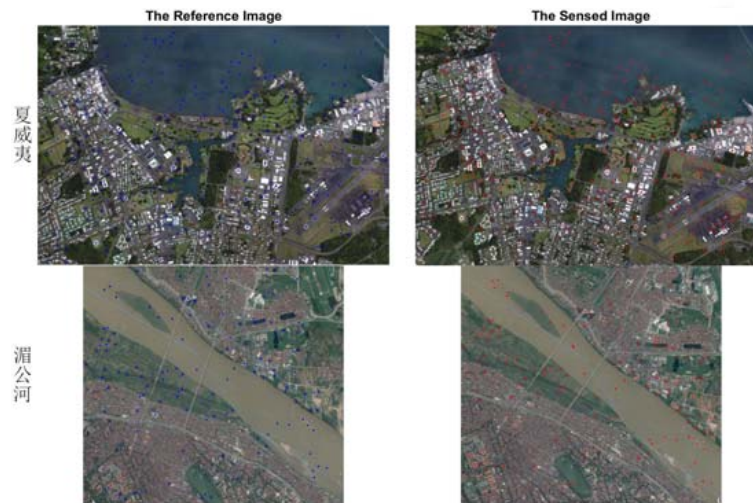 The Reference Image
The Sensed Image
夏威夷
湄公河